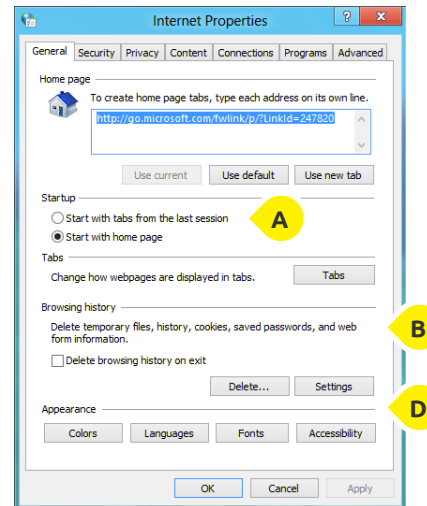 Internet Properties
? X
General Security Privacy Content Connections Programs Advanced
Home page
To create home page tabs, type each address on its own line.
http://go.microsoft.com/fwlink/p/?LinkId=247820
Use current Use default Use new tab
Startup
Start with tabs from the last session
A
Start with home page
Tabs
Change how webpages are displayed in tabs.
Tabs
Browsing history
Delete temporary files, history, cookies, saved passwords, and web
form information.
B
Delete browsing history on exit
Delete... Settings
Appearance
D
Colors Languages Fonts Accessibility
OK Cancel Apply